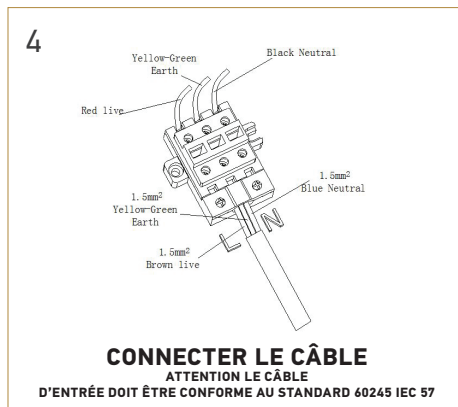 4
Yellow-Green
Earth
Black Neutral
Red live
1.5mm²
Blue Neutral
1.5mm²
Yellow-Green
Earth
1.5mm²
Brown live
L
N
CONNECTER LE CÂBLE
ATTENTION LE CÂBLE
D'ENTRÉE DOIT ÊTRE CONFORME AU STANDARD 60245 IEC 57